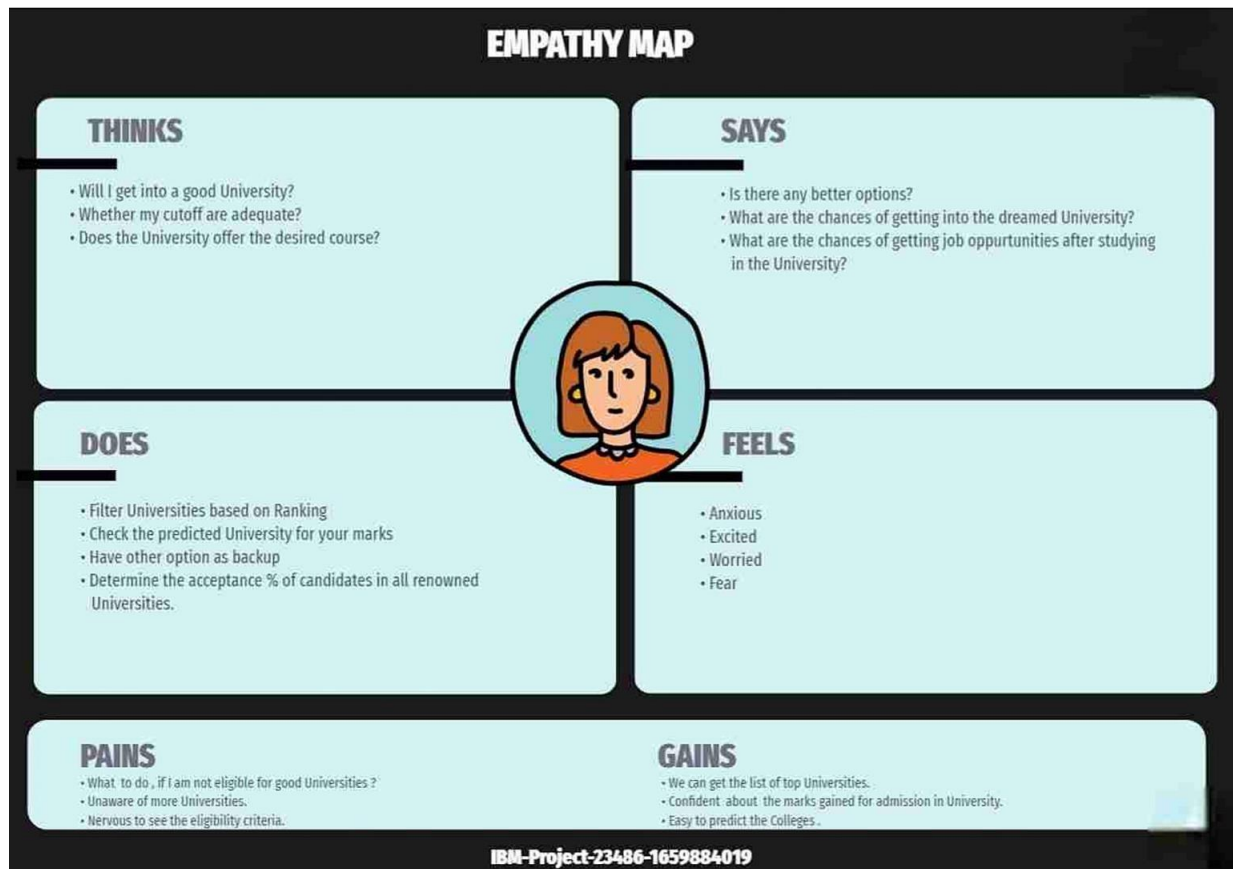 EMPATHY MAP
THINKS
• Will I get into a good University?
• Whether my cutoff are adequate?
• Does the University offer the desired course?
SAYS
• Is there any better options?
• What are the chances of getting into the dreamed University?
• What are the chances of getting job oppurtunities after studying
in the University?
DOES
• Filter Universities based on Ranking
• Check the predicted University for your marks
• Have other option as backup
• Determine the acceptance % of candidates in all renowned
Universities.
FEELS
• Anxious
• Excited
• Worried
• Fear
PAINS
• What to do , if I am not eligible for good Universities ?
• Unaware of more Universities.
• Nervous to see the eligibility criteria.
GAINS
• We can get the list of top Universities.
• Confident about the marks gained for admission in University.
• Easy to predict the Colleges .
IBM-Project-23486-1659884019